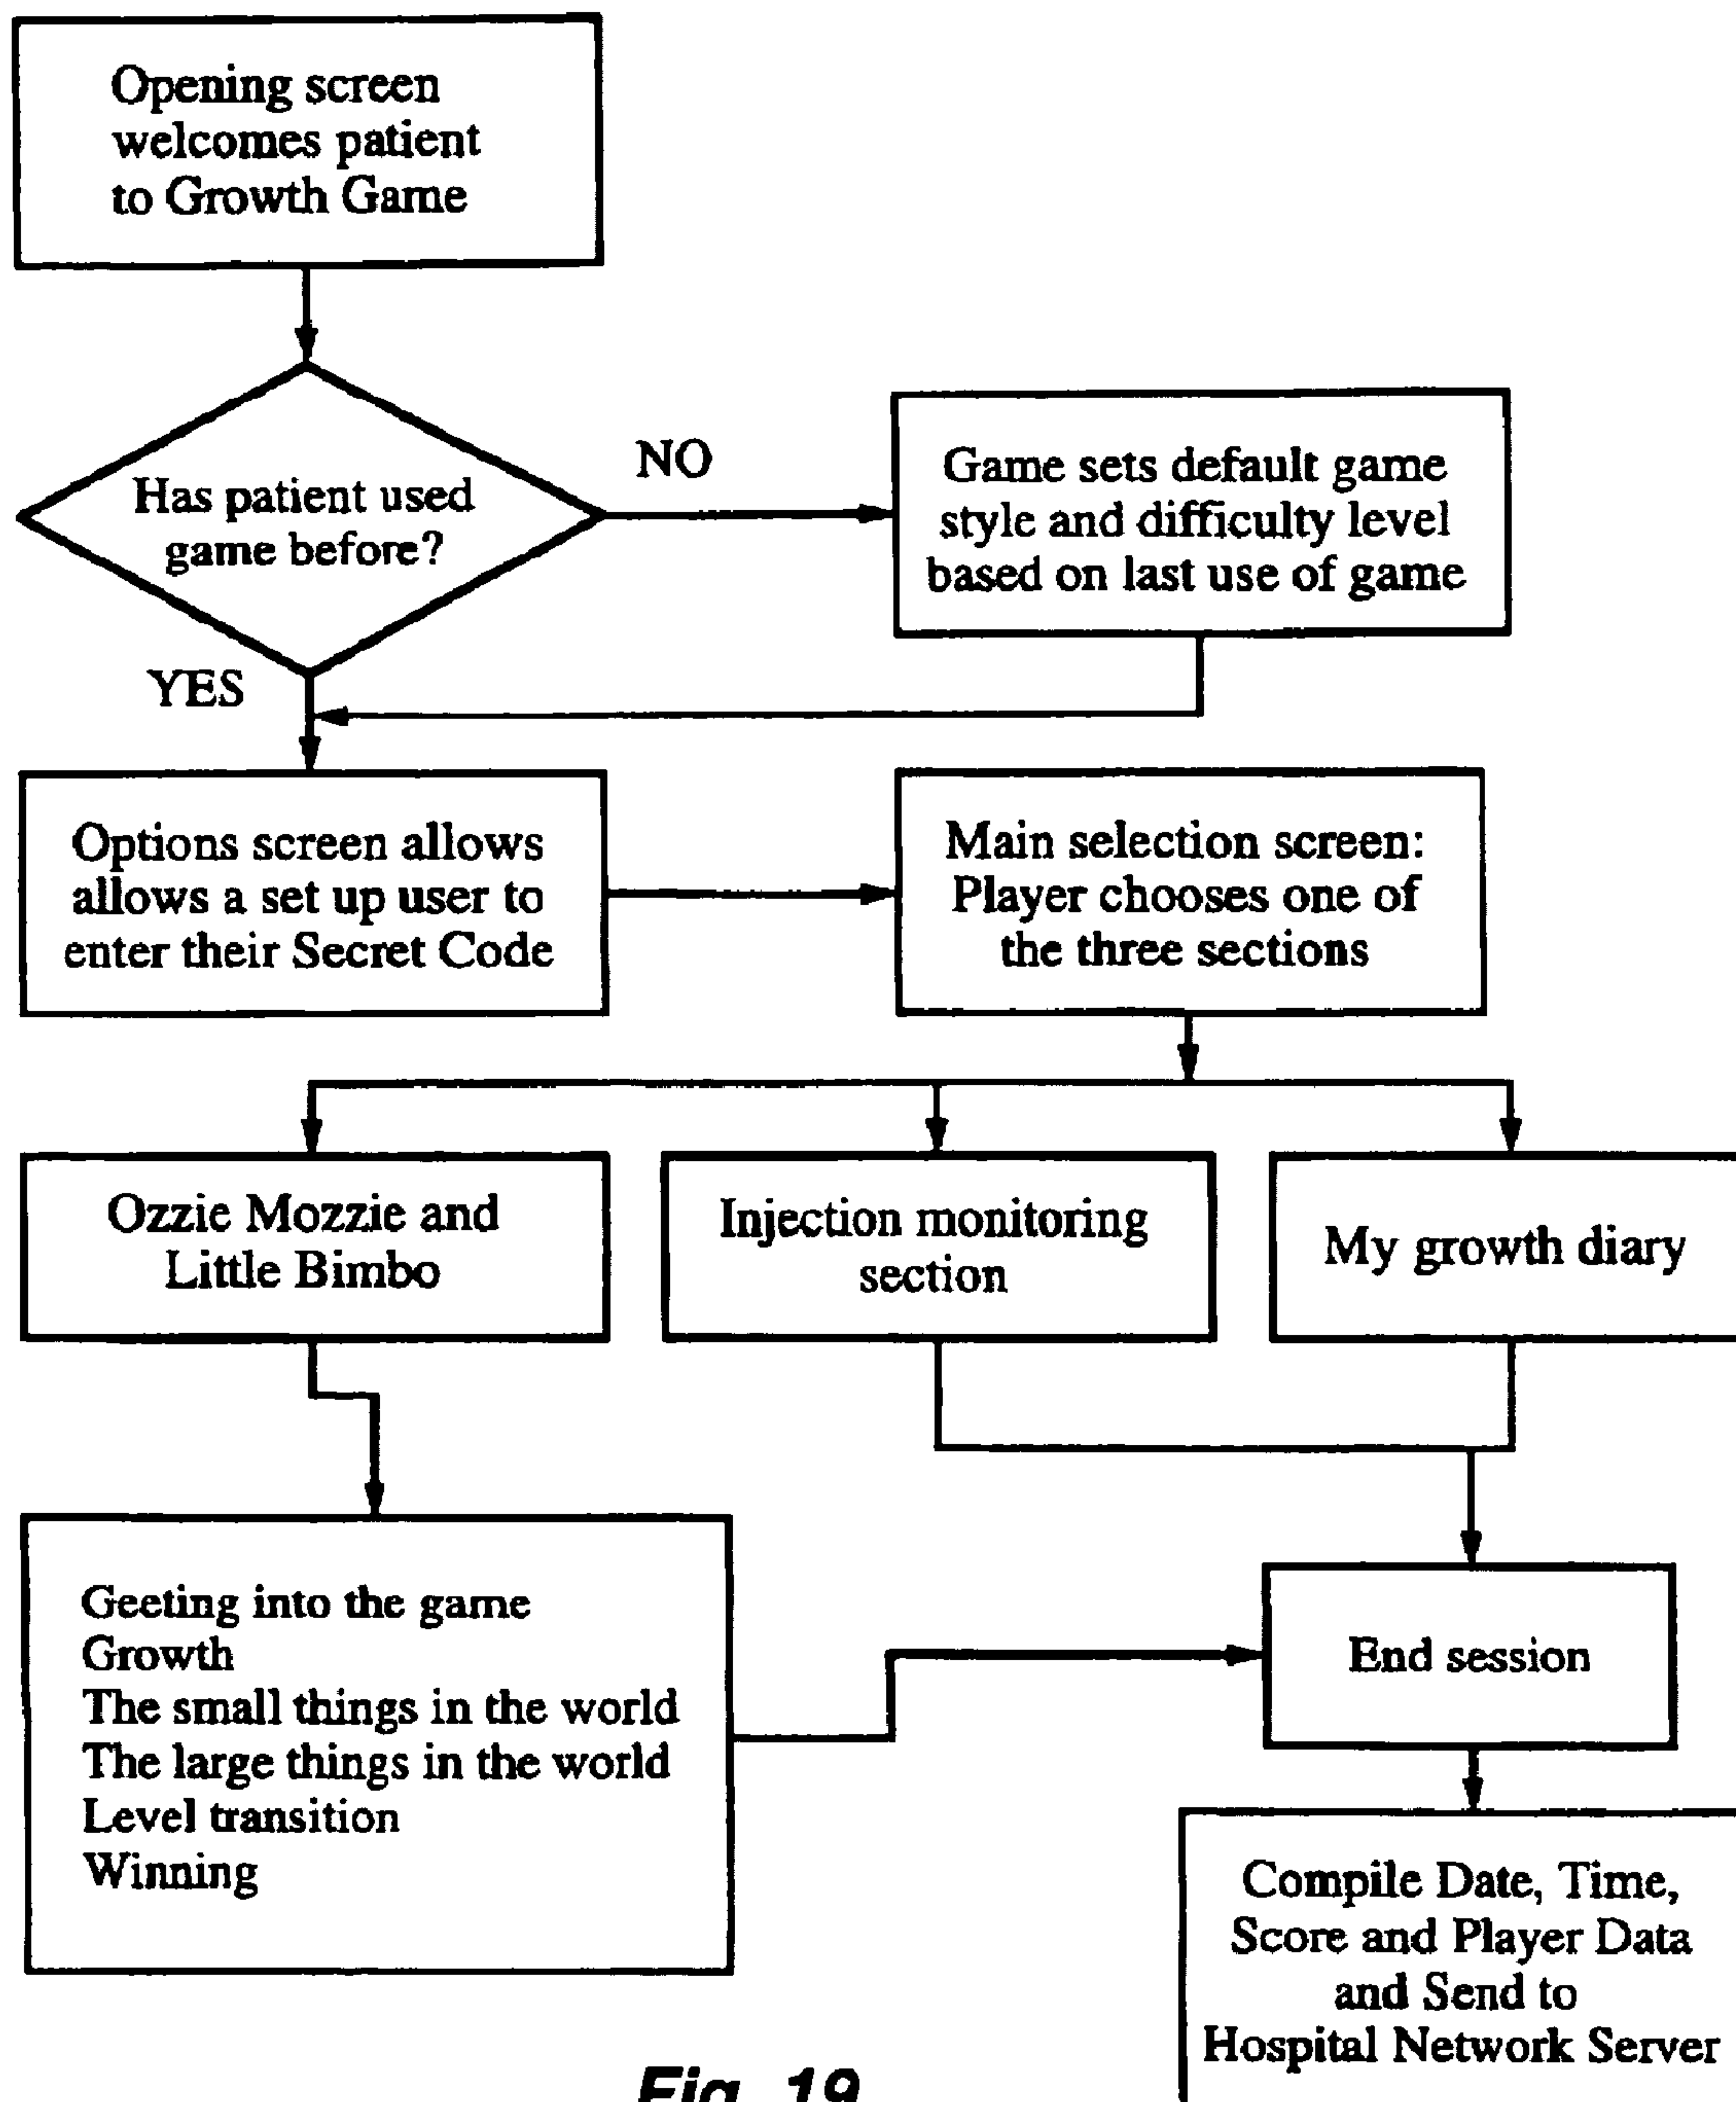 Opening screen
welcomes patient
to Growth Game
Has patient used
game before?
NO
Game sets default game
style and difficulty level
based on last use of game
YES
Options screen allows
allows a set up user to
enter their Secret Code
Main selection screen:
Player chooses one of
the three sections
Ozzie Mozzie and
Little Bimbo
Injection monitoring
section
My growth diary
Geeting into the game
Growth
The small things in the world
The large things in the world
Level transition
Winning
End session
Compile Date, Time,
Score and Player Data
and Send to
Hospital Network Server
Fig. 19